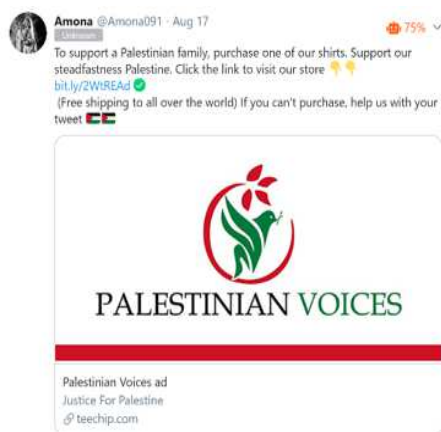 Amona @Amona091 · Aug 17
75%
Unknown
To support a Palestinian family, purchase one of our shirts. Support our
steadfastness Palestine. Click the link to visit our store 👇👇
bit.ly/2WtREAd
(Free shipping to all over the world) If you can't purchase, help us with your
tweet 🇵🇸🇵🇸
PALESTINIAN VOICES
Palestinian Voices ad
Justice For Palestine
teechip.com